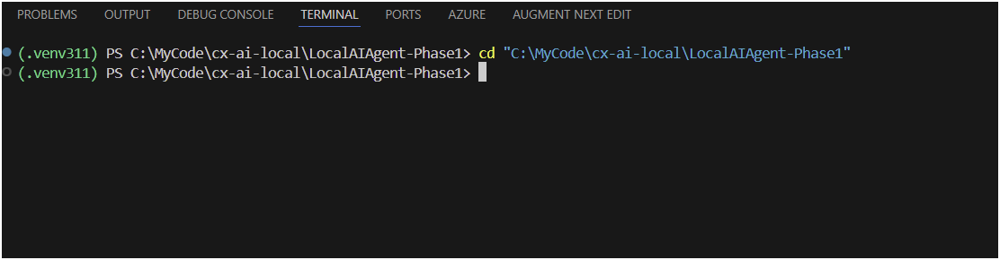 PROBLEMS OUTPUT DEBUG CONSOLE TERMINAL PORTS AZURE AUGMENT NEXT EDIT
(.venv311) PS C:\MyCode\cx-ai-local\LocalAIAgent-Phase1> cd "C:\MyCode\cx-ai-local\LocalAIAgent-Phase1"
(.venv311) PS C:\MyCode\cx-ai-local\LocalAIAgent-Phase1>